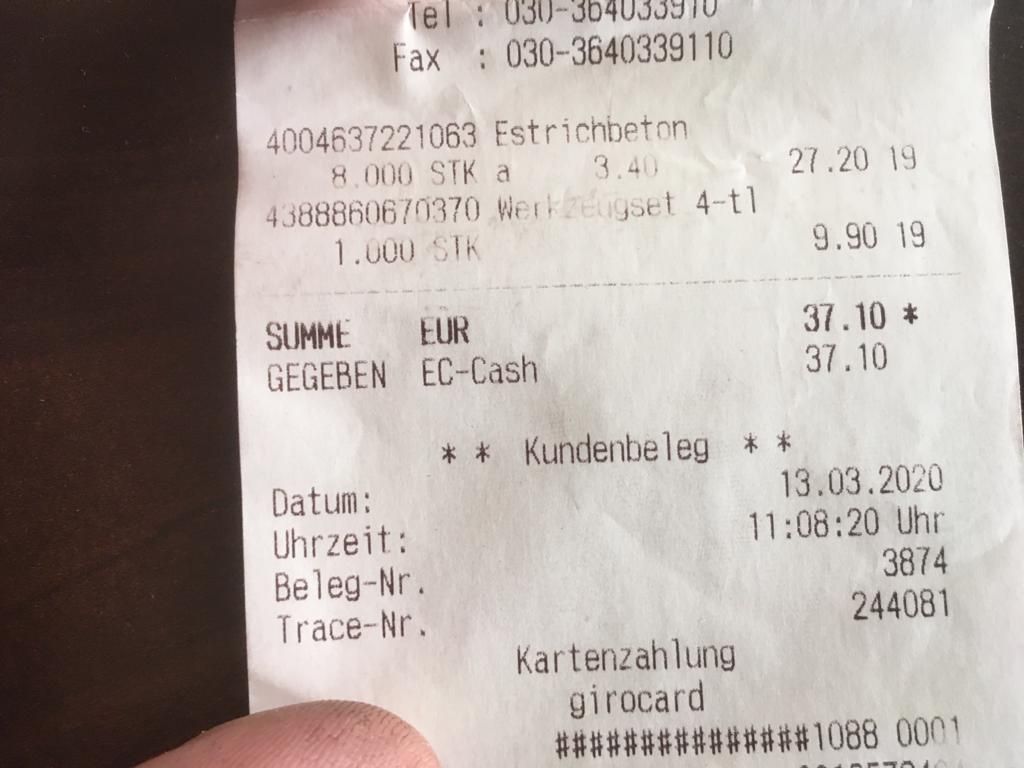 Tel : 030-364033910
Fax : 030-3640339110
4004637221063 Estrichbeton
8.000 STK a 3.40 27.20 19
4388860670370 Werkzeugset 4-tl
1.000 STK 9.90 19
SUMME EUR 37.10 *
GEGEBEN EC-Cash 37.10
* * Kundenbeleg * *
Datum: 13.03.2020
Uhrzeit: 11:08:20 Uhr
Beleg-Nr. 3874
Trace-Nr. 244081
Kartenzahlung
girocard
###############1088 0001